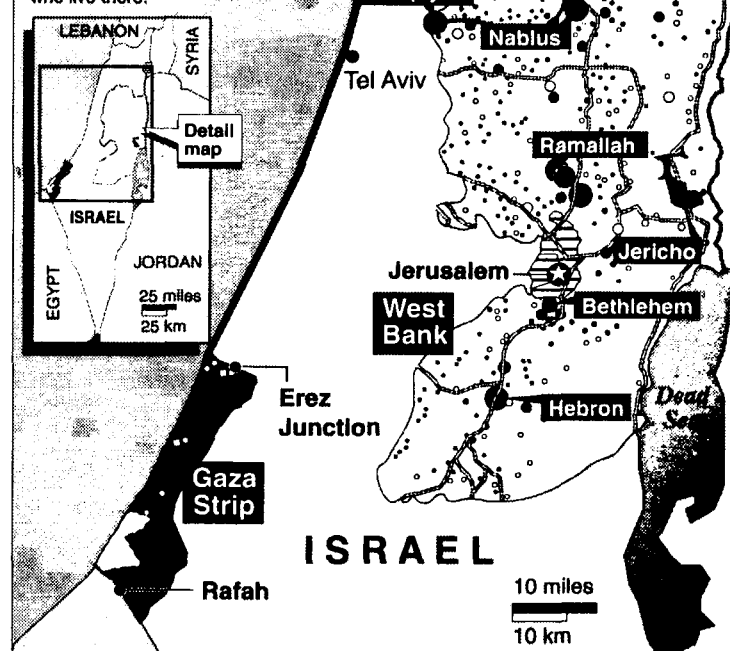 who live there.
LEBANON
SYRIA
Detail
map
ISRAEL
EGYPT
JORDAN
25 miles
25 km
Nablus
Tel Aviv
Ramallah
Jericho
Jerusalem
West
Bank
Bethlehem
Erez
Junction
Hebron
Dead
Sea
Gaza
Strip
ISRAEL
Rafah
10 miles
10 km